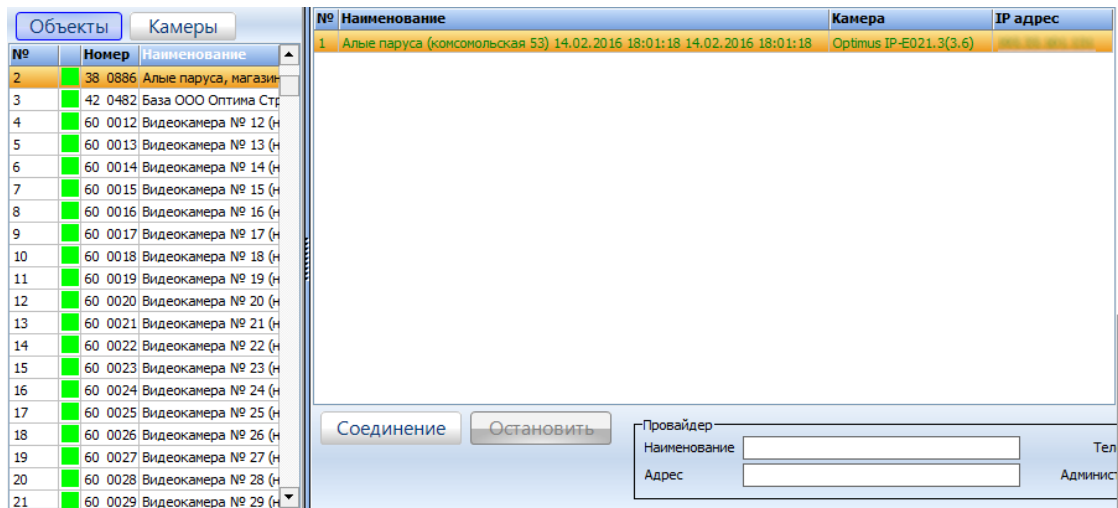 Объекты Камеры
№ Номер Наименование
2 38 0886 Алые паруса, магазин
3 42 0482 База ООО Оптима Стр
4 60 0012 Видеокамера № 12 (н
5 60 0013 Видеокамера № 13 (н
6 60 0014 Видеокамера № 14 (н
7 60 0015 Видеокамера № 15 (н
8 60 0016 Видеокамера № 16 (н
9 60 0017 Видеокамера № 17 (н
10 60 0018 Видеокамера № 18 (н
11 60 0019 Видеокамера № 19 (н
12 60 0020 Видеокамера № 20 (н
13 60 0021 Видеокамера № 21 (н
14 60 0022 Видеокамера № 22 (н
15 60 0023 Видеокамера № 23 (н
16 60 0024 Видеокамера № 24 (н
17 60 0025 Видеокамера № 25 (н
18 60 0026 Видеокамера № 26 (н
19 60 0027 Видеокамера № 27 (н
20 60 0028 Видеокамера № 28 (н
21 60 0029 Видеокамера № 29 (н
№ Наименование Камера IP адрес
1 Алые паруса (комсомольская 53) 14.02.2016 18:01:18 14.02.2016 18:01:18 Optimus IP-E021.3(3.6)
Соединение Остановить
Провайдер
Наименование Тел
Адрес Админист